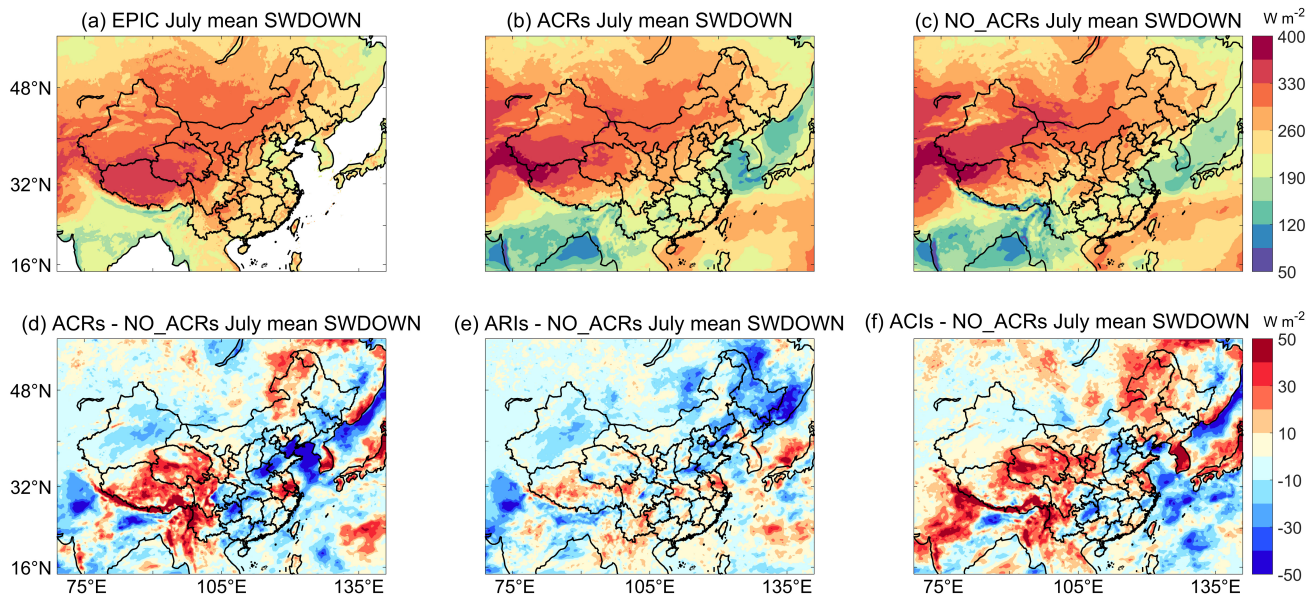 (a) EPIC July mean SWDOWN
(b) ACRs July mean SWDOWN
(c) NO_ACRs July mean SWDOWN
W m-2
48°N
32°N
16°N
400
330
260
190
120
50
(d) ACRs - NO_ACRs July mean SWDOWN
(e) ARIs - NO_ACRs July mean SWDOWN
(f) ACIs - NO_ACRs July mean SWDOWN
W m-2
48°N
32°N
16°N
50
30
10
-10
-30
-50
75°E 105°E 135°E
75°E 105°E 135°E
75°E 105°E 135°E